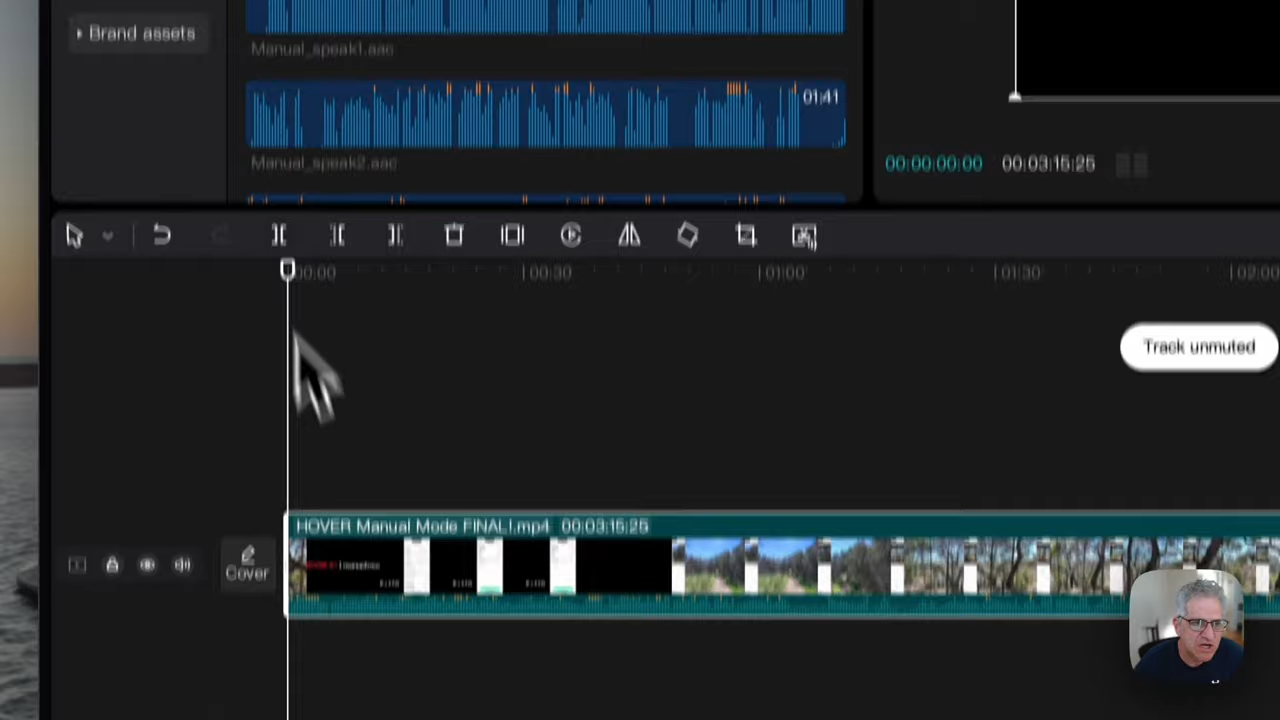 Brand assets
Manual_speak1.aac
01:41
Manual_speak2.aac
00:00:00:00 00:03:15:25
00:00 00:30 01:00 01:30 02:00
Track unmuted
HOVER Manual Mode FINAL!.mp4 00:03:15:25
Cover